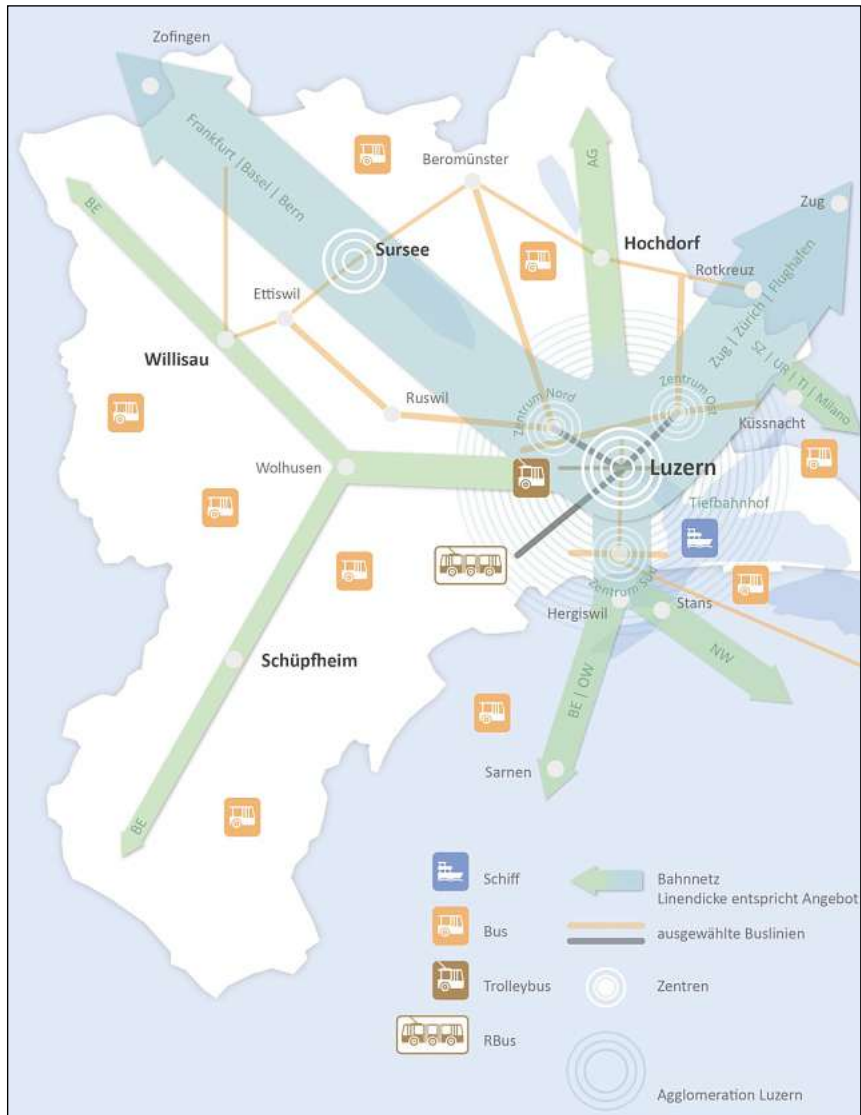 Zofingen
Frankfurt | Basel | Bern
Beromünster
AG
BE
Zug
Sursee
Hochdorf
Rotkreuz
Ettiswil
Zug | Zürich | Flughafen
Willisau
SZ | UR | TI | Milano
Ruswil
Zentrum Nord
Zentrum Ost
Küssnacht
Wolhusen
Luzern
Tiefbahnhof
Zentrum Süd
Hergiswil
Stans
Schüpfheim
NW
BE | OW
Sarnen
BE
Schiff
Bahnnetz
Linendicke entspricht Angebot
Bus
ausgewählte Buslinien
Trolleybus
Zentren
RBus
Agglomeration Luzern